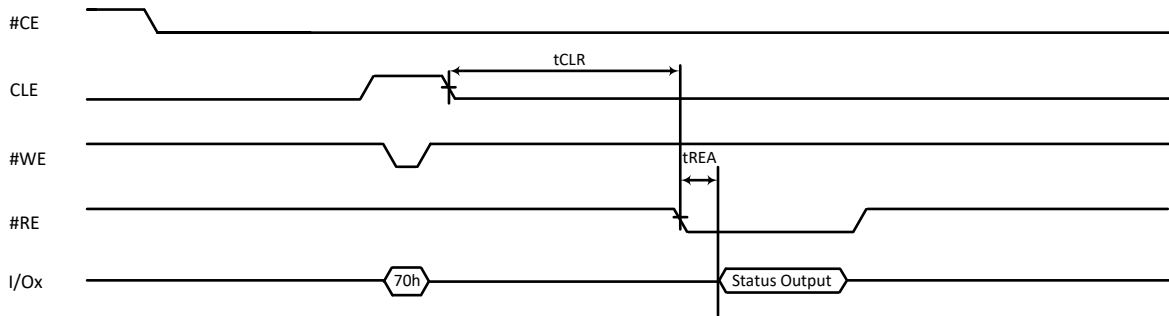 #CE
tCLR
CLE
#WE
tREA
#RE
I/Ox
70h
Status Output